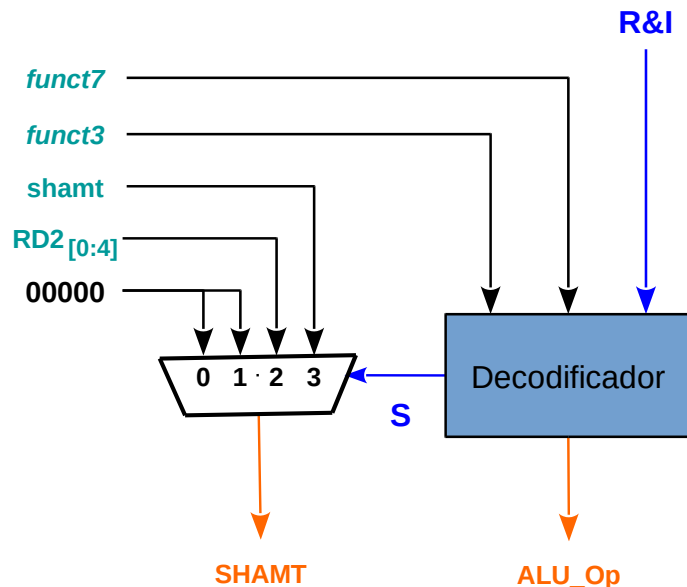 R&I
funct7
funct3
shamt
RD2[0:4]
00000
0 1 · 2 3
Decodificador
S
SHAMT
ALU_Op